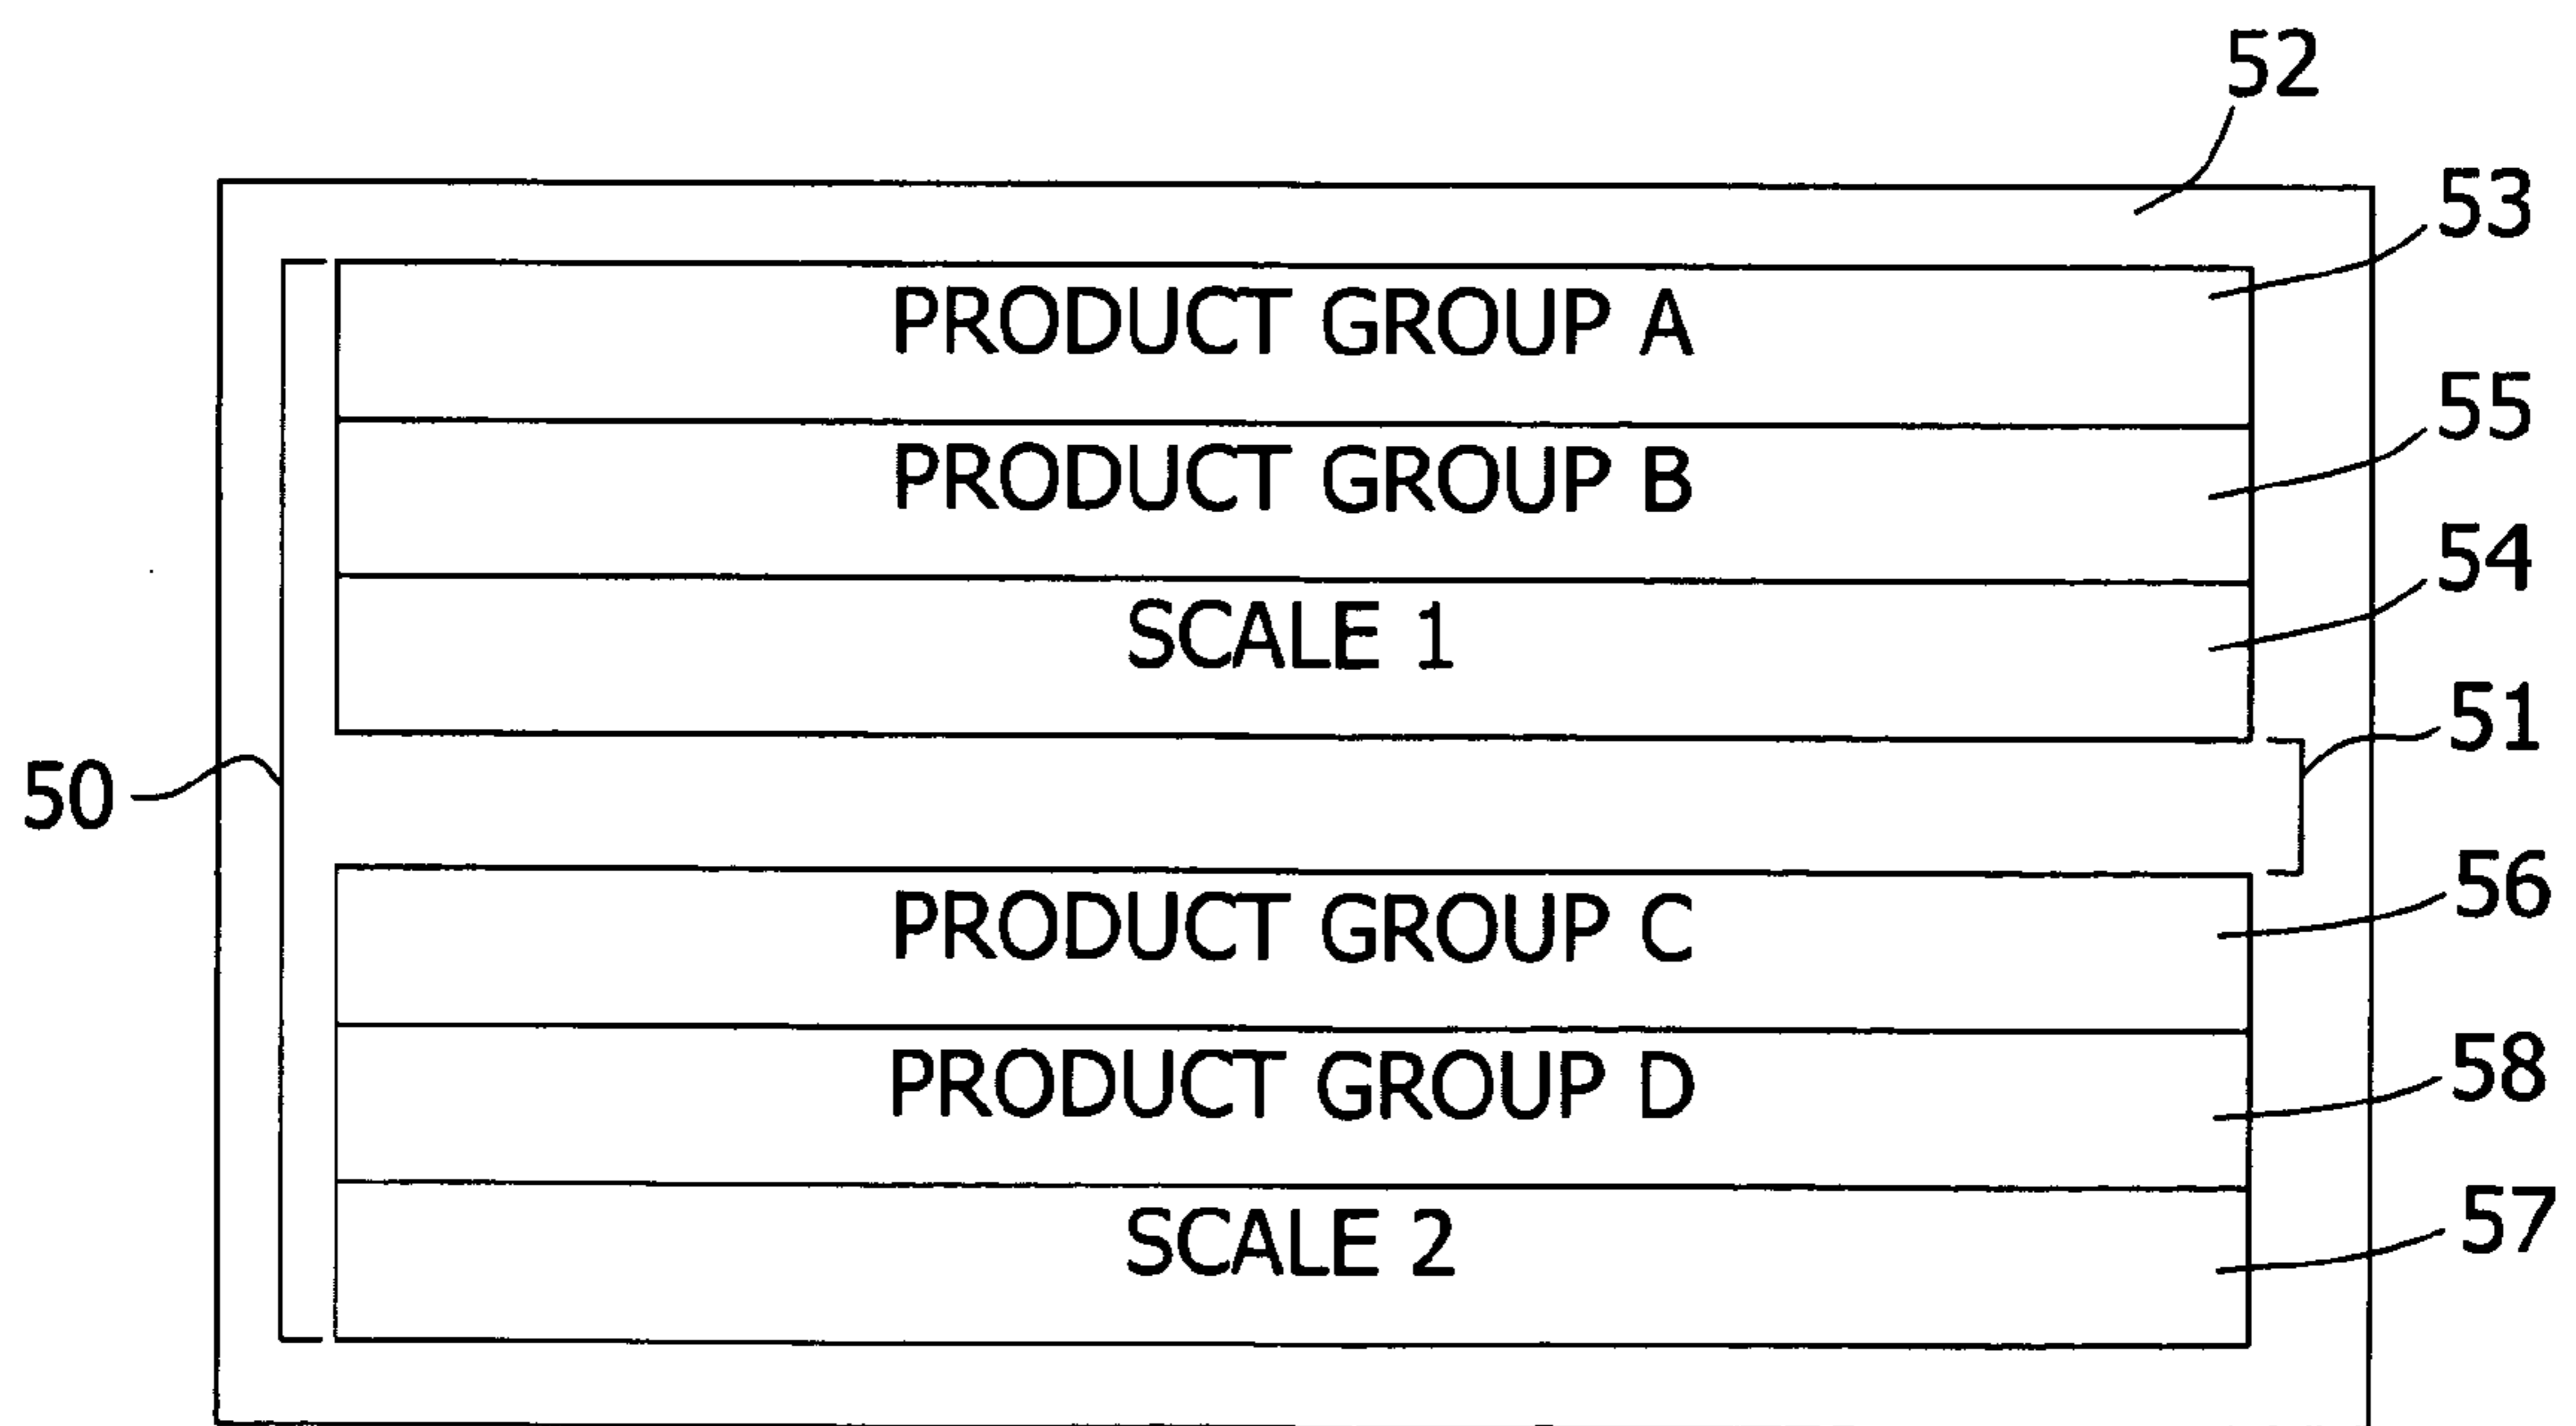 52
53
PRODUCT GROUP A
55
PRODUCT GROUP B
54
SCALE 1
51
50
56
PRODUCT GROUP C
58
PRODUCT GROUP D
57
SCALE 2